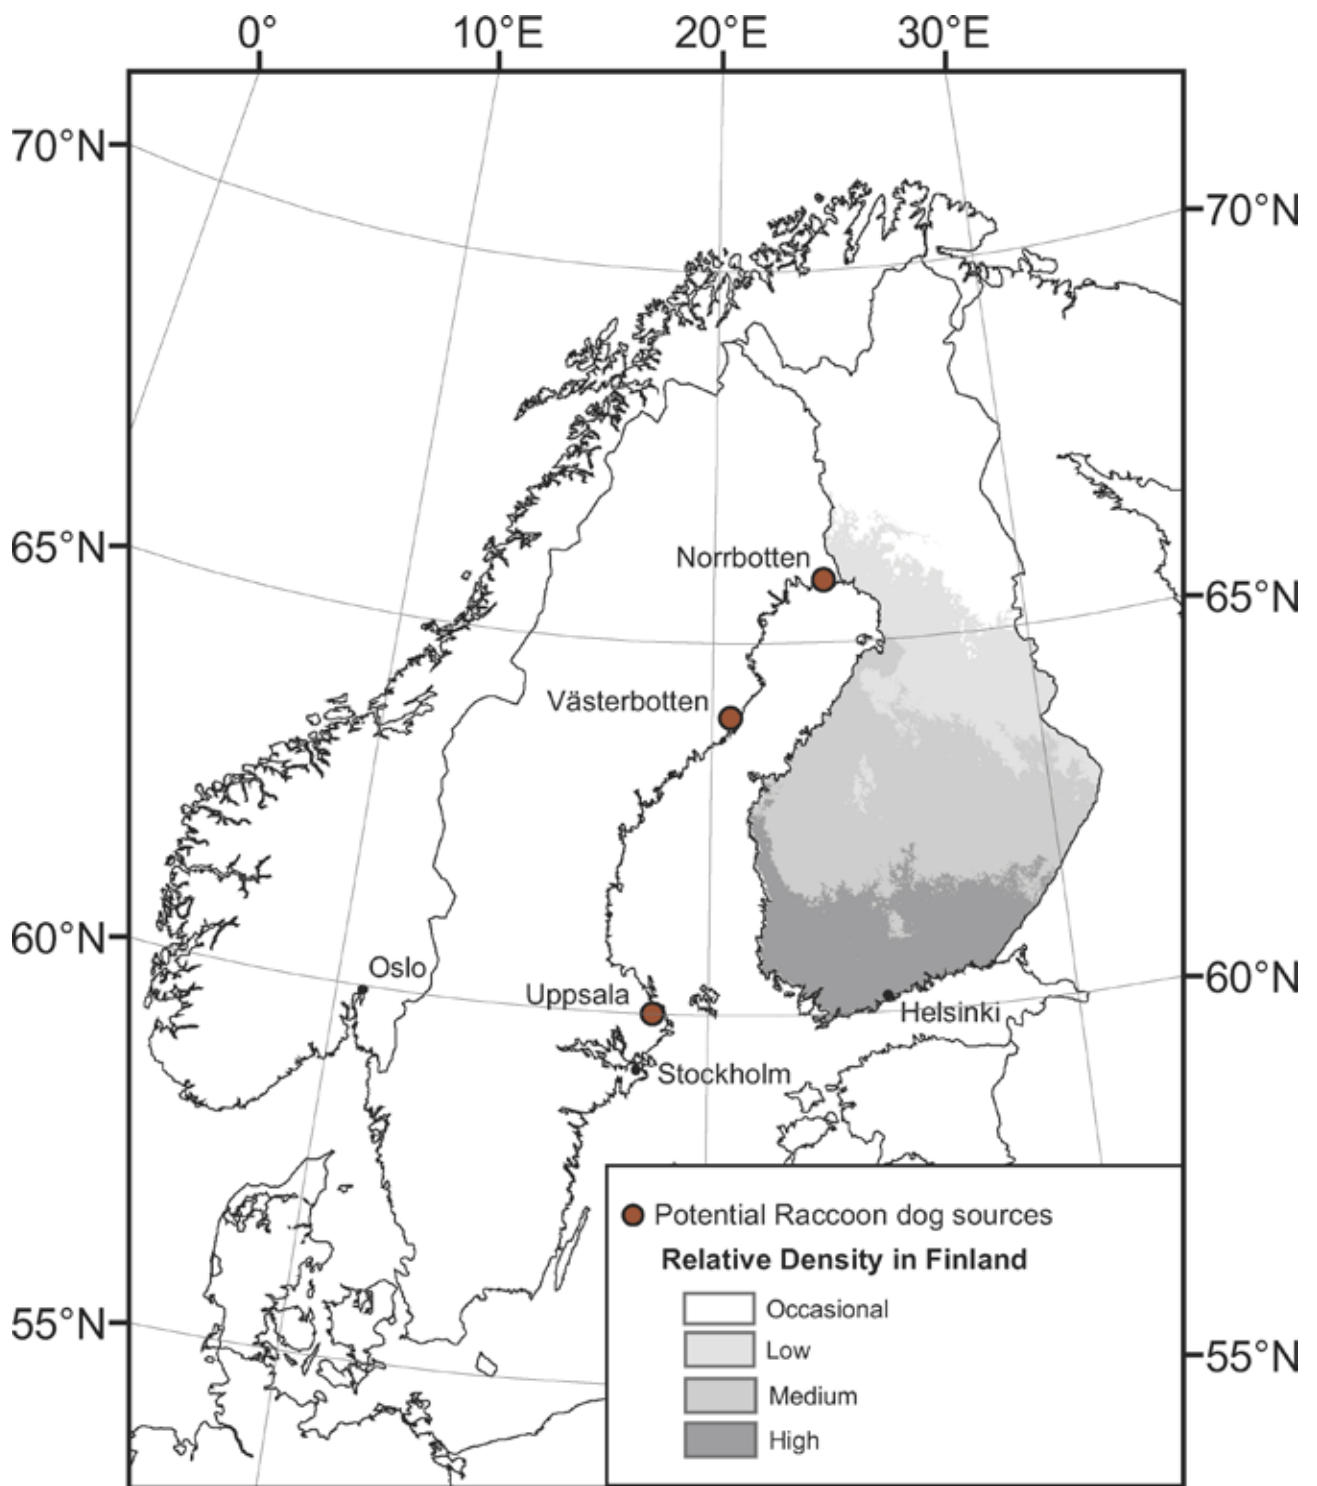 0° 10°E 20°E 30°E
70°N
70°N
65°N
Norrbotten
65°N
Västerbotten
60°N
Oslo
60°N
Uppsala
Helsinki
Stockholm
Potential Raccoon dog sources
Relative Density in Finland
Occasional
55°N
Low
55°N
Medium
High